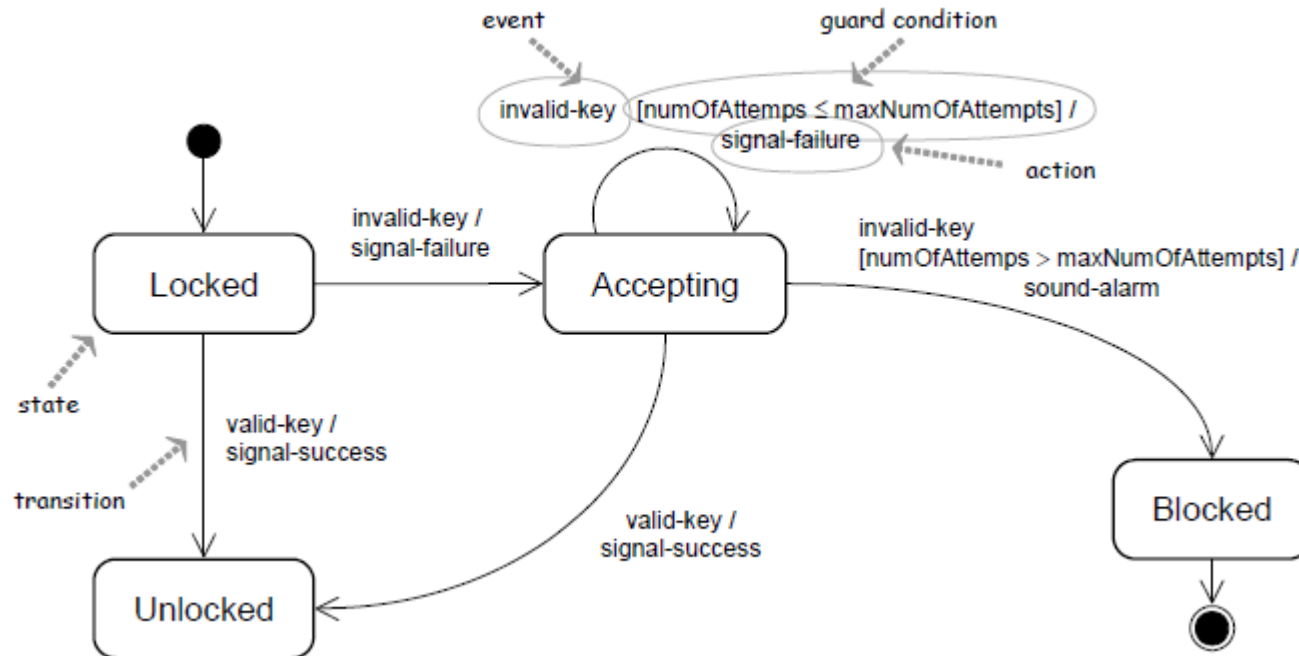 event
guard condition
invalid-key [numOfAttemps ≤ maxNumOfAttempts] /
signal-failure
action
invalid-key /
signal-failure
invalid-key
[numOfAttemps > maxNumOfAttempts] /
sound-alarm
Locked
Accepting
state
valid-key /
signal-success
transition
valid-key /
signal-success
Blocked
Unlocked